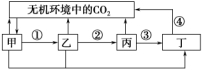 无机环境中的CO₂
④
甲 ① 乙 ② 丙 ③ 丁